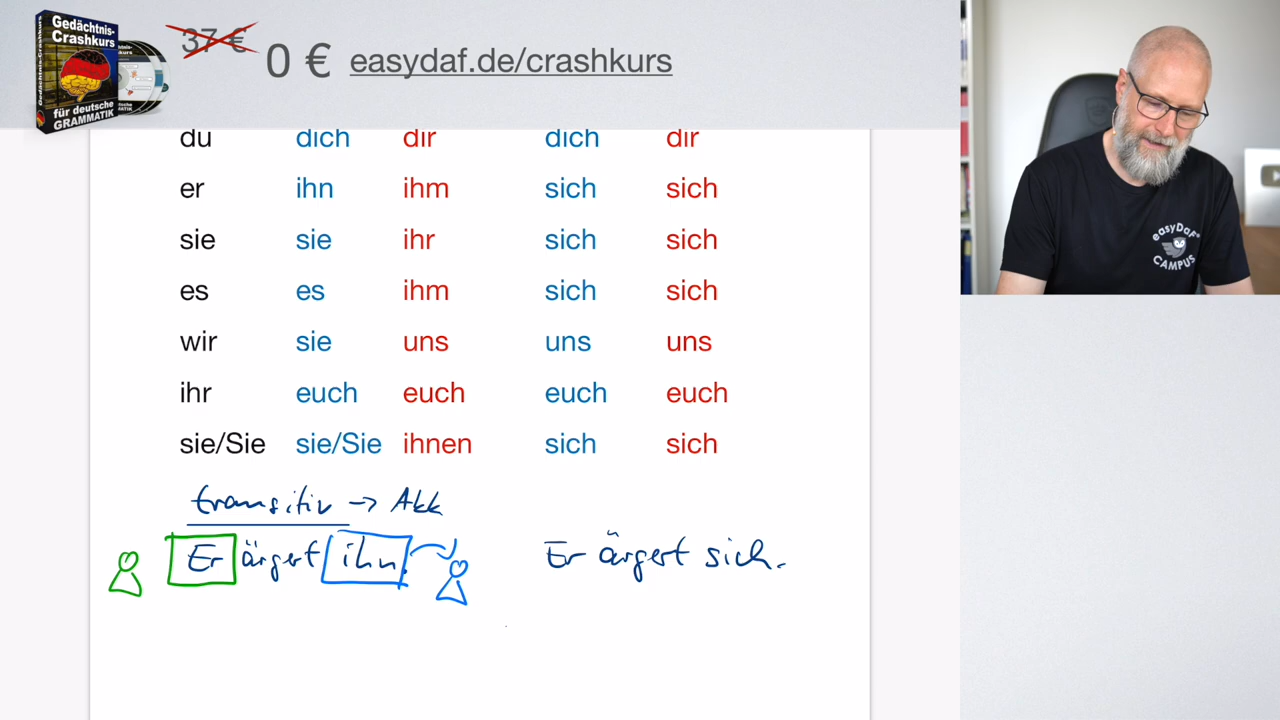 Gedächtnis-
Crashkurs
für deutsche
GRAMMATIK
37 €
0 € easydaf.de/crashkurs
du dich dir dich dir
er ihn ihm sich sich
sie sie ihr sich sich
es es ihm sich sich
wir sie uns uns uns
ihr euch euch euch euch
sie/Sie sie/Sie ihnen sich sich
transitiv → Akk
Er ärgert ihn. Er ärgert sich.
easyDaF®
CAMPUS